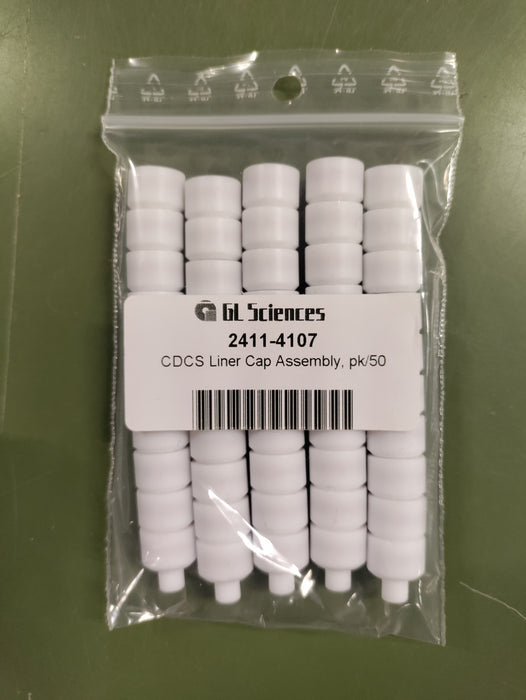 GL Sciences
2411-4107
CDCS Liner Cap Assembly, pk/50